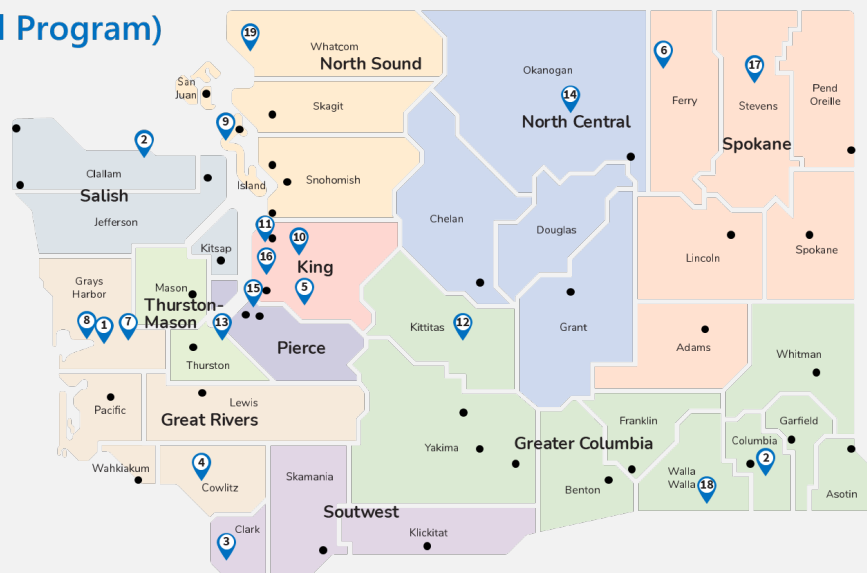 l Program)
19
Whatcom
North Sound
San
Juan
Skagit
9
Island
Snohomish
2
Clallam
Salish
Jefferson
Kitsap
Okanogan
14
North Central
Chelan
Douglas
Grant
6
Ferry
17
Stevens
Pend
Oreille
Spokane
Lincoln
Spokane
Adams
11
10
16
King
15
5
Grays
Harbor
8
1
7
Mason
Thurston-
Mason
13
Thurston
Pierce
Kittitas
12
Whitman
Pacific
Lewis
Great Rivers
Wahkiakum
4
Cowlitz
Skamania
Soutwest
Clark
3
Klickitat
Yakima
Greater Columbia
Franklin
Benton
Walla
Walla
18
Columbia
2
Garfield
Asotin